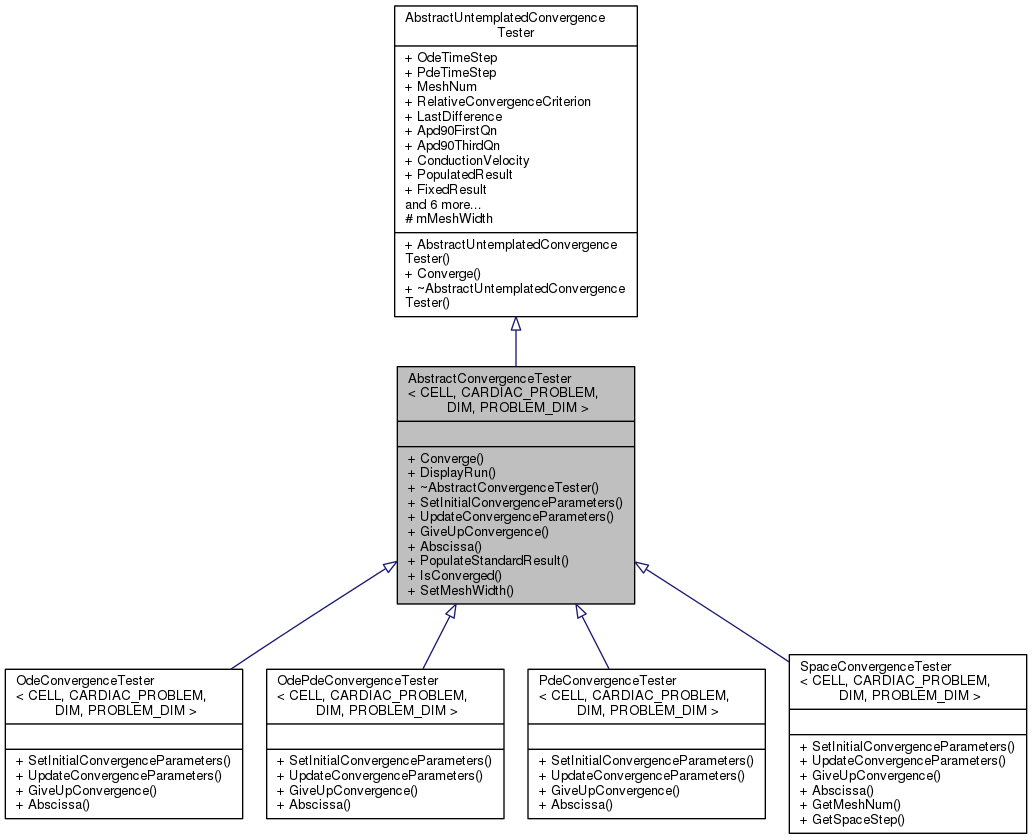 AbstractUntemplatedConvergence
Tester
+ OdeTimeStep
+ PdeTimeStep
+ MeshNum
+ RelativeConvergenceCriterion
+ LastDifference
+ Apd90FirstQn
+ Apd90ThirdQn
+ ConductionVelocity
+ PopulatedResult
+ FixedResult
and 6 more...
# mMeshWidth
+ AbstractUntemplatedConvergence
Tester()
+ Converge()
+ ~AbstractUntemplatedConvergence
Tester()
AbstractConvergenceTester
< CELL, CARDIAC_PROBLEM,
DIM, PROBLEM_DIM >
+ Converge()
+ DisplayRun()
+ ~AbstractConvergenceTester()
+ SetInitialConvergenceParameters()
+ UpdateConvergenceParameters()
+ GiveUpConvergence()
+ Abscissa()
+ PopulateStandardResult()
+ IsConverged()
+ SetMeshWidth()
OdeConvergenceTester
< CELL, CARDIAC_PROBLEM,
DIM, PROBLEM_DIM >
+ SetInitialConvergenceParameters()
+ UpdateConvergenceParameters()
+ GiveUpConvergence()
+ Abscissa()
OdePdeConvergenceTester
< CELL, CARDIAC_PROBLEM,
DIM, PROBLEM_DIM >
+ SetInitialConvergenceParameters()
+ UpdateConvergenceParameters()
+ GiveUpConvergence()
+ Abscissa()
PdeConvergenceTester
< CELL, CARDIAC_PROBLEM,
DIM, PROBLEM_DIM >
+ SetInitialConvergenceParameters()
+ UpdateConvergenceParameters()
+ GiveUpConvergence()
+ Abscissa()
SpaceConvergenceTester
< CELL, CARDIAC_PROBLEM,
DIM, PROBLEM_DIM >
+ SetInitialConvergenceParameters()
+ UpdateConvergenceParameters()
+ GiveUpConvergence()
+ Abscissa()
+ GetMeshNum()
+ GetSpaceStep()